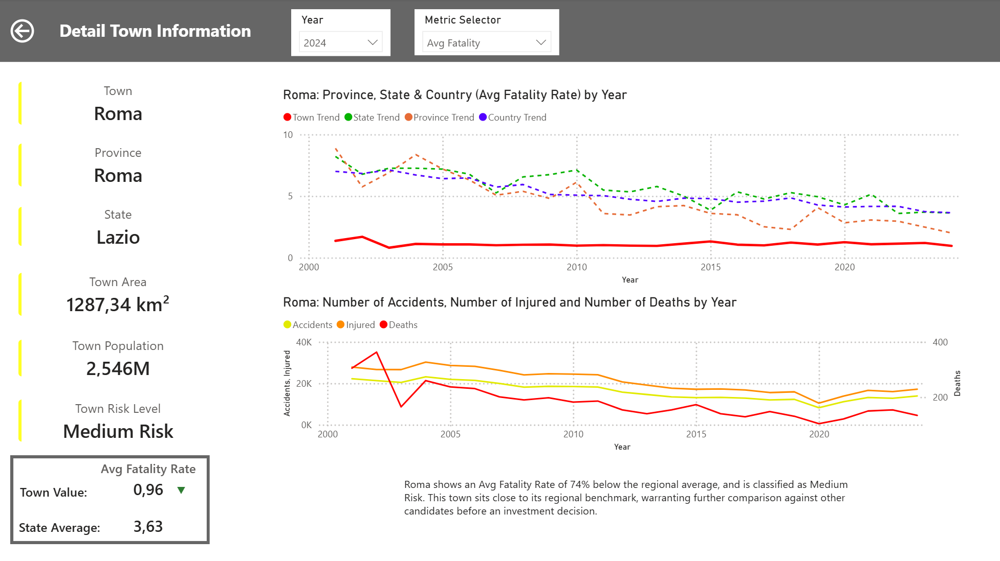 Detail Town Information
Year
2024
Metric Selector
Avg Fatality
Town
Roma
Province
Roma
State
Lazio
Town Area
1287,34 km²
Town Population
2,546M
Town Risk Level
Medium Risk
Avg Fatality Rate
Town Value: 0,96
State Average: 3,63
Roma: Province, State & Country (Avg Fatality Rate) by Year
Town Trend State Trend Province Trend Country Trend
10
5
0
2000 2005 2010 2015 2020
Year
Roma: Number of Accidents, Number of Injured and Number of Deaths by Year
Accidents Injured Deaths
Accidents, Injured
40K
20K
0K
400
200
Deaths
2000 2005 2010 2015 2020
Year
Roma shows an Avg Fatality Rate of 74% below the regional average, and is classified as Medium
Risk. This town sits close to its regional benchmark, warranting further comparison against other
candidates before an investment decision.